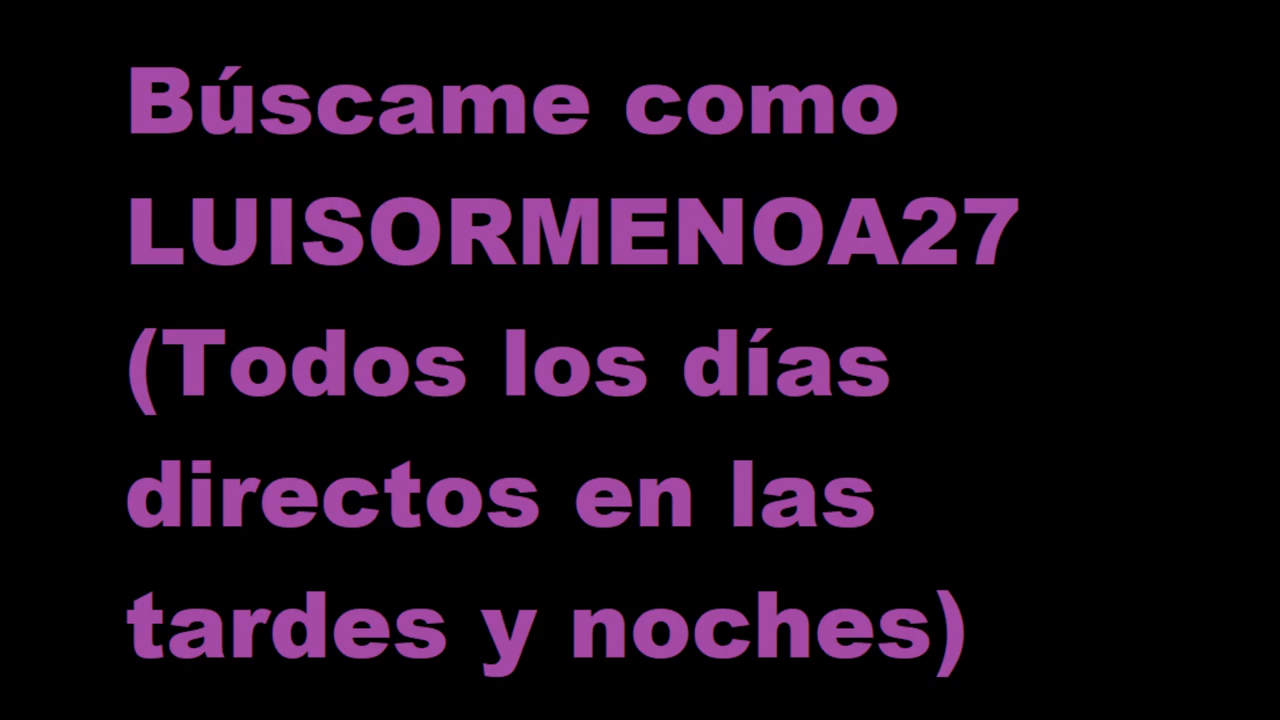 Búscame como
LUISORMENOA27
(Todos los días
directos en las
tardes y noches)